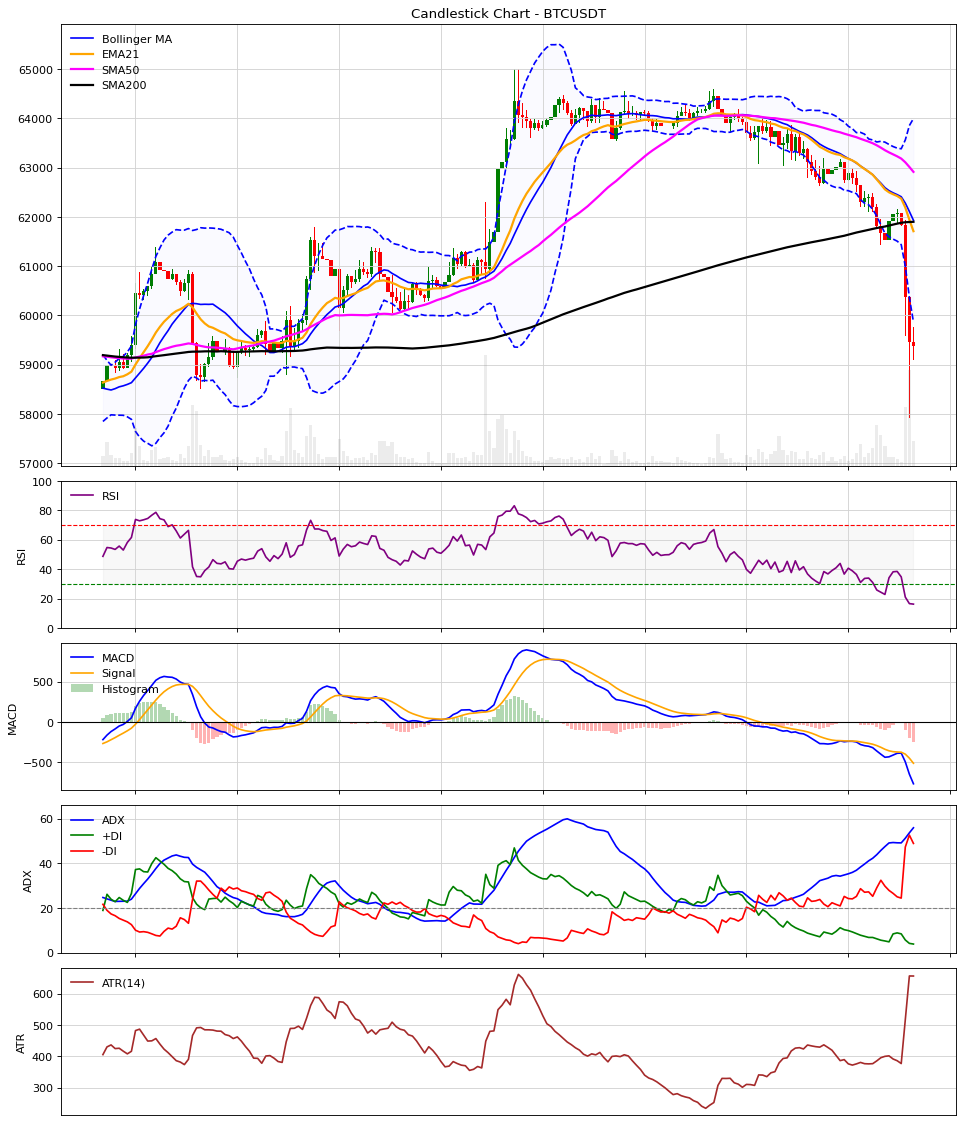 Candlestick Chart - BTCUSDT
Bollinger MA
EMA21
SMA50
SMA200
65000
64000
63000
62000
61000
60000
59000
58000
57000
RSI
100
80
60
40
20
0
RSI
MACD
Signal
Histogram
500
0
−500
MACD
ADX
+DI
-DI
60
40
20
0
ADX
ATR(14)
600
500
400
300
ATR